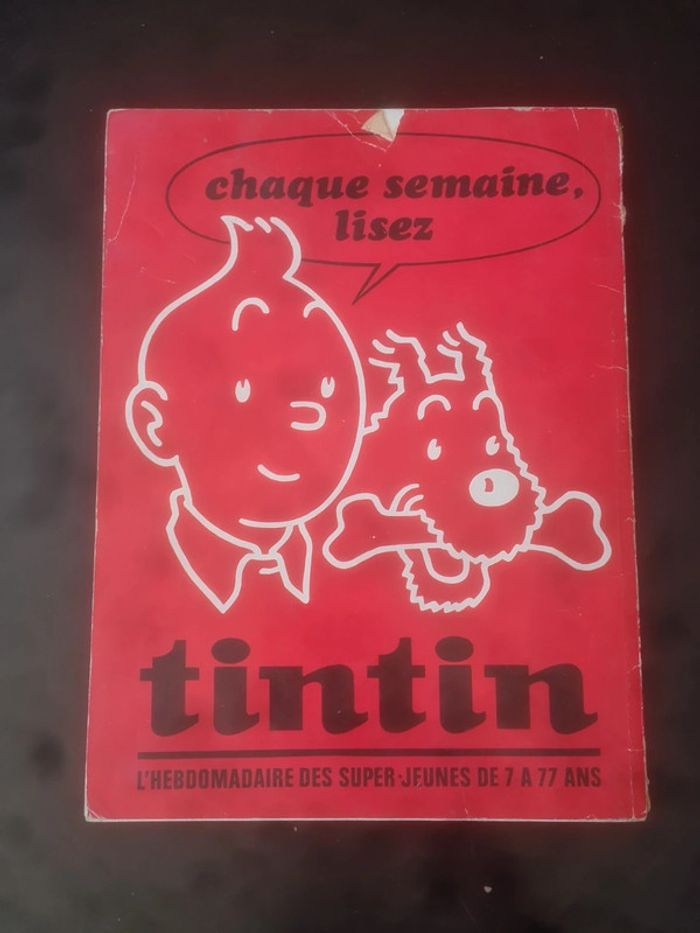 chaque semaine,
lisez
tintin
L'HEBDOMADAIRE DES SUPER-JEUNES DE 7 A 77 ANS